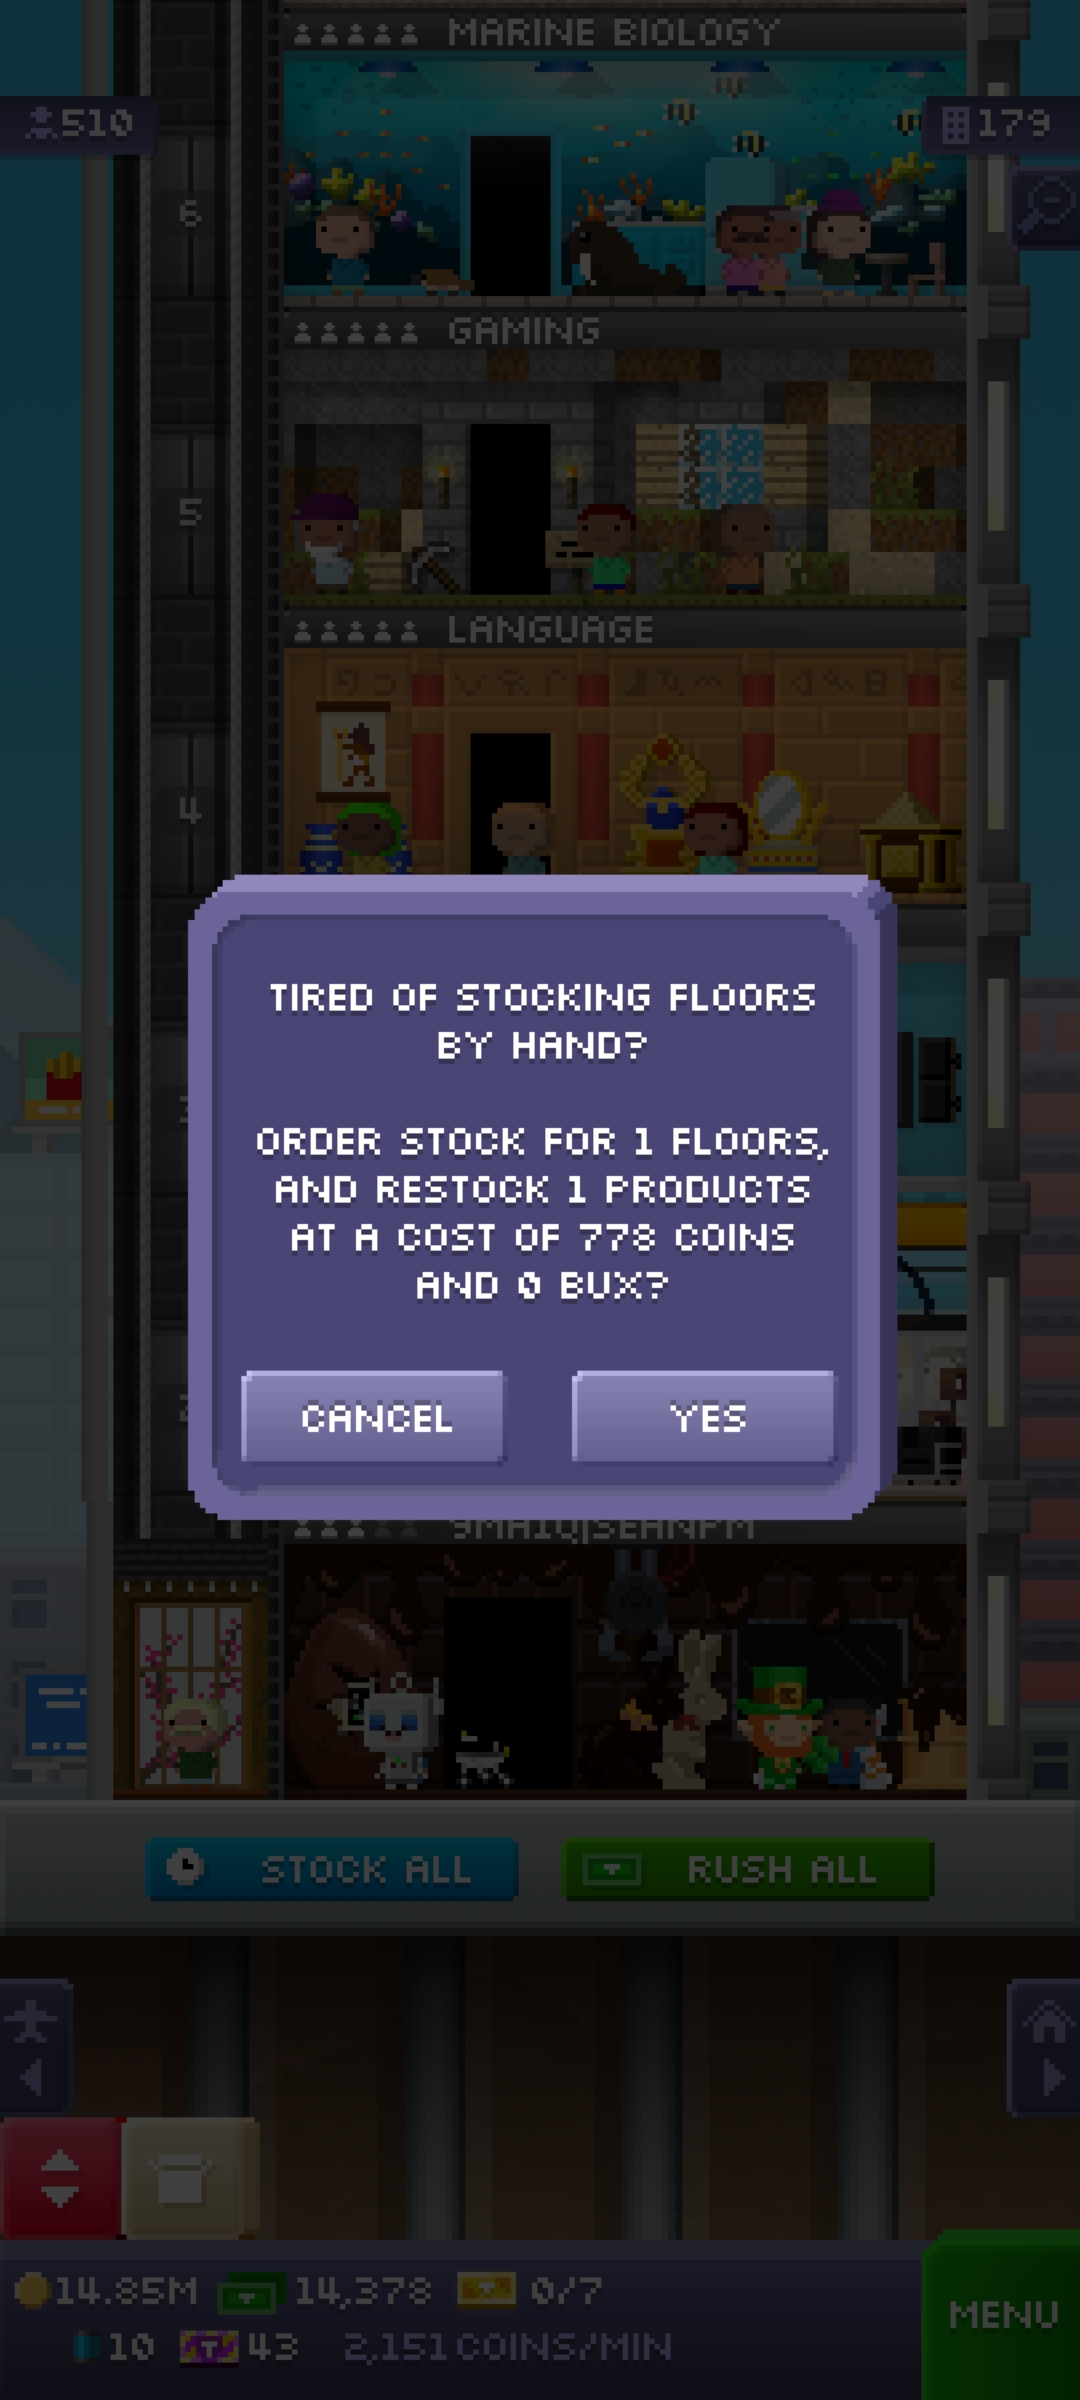 MARINE BIOLOGY
510
179
6
GAMING
5
LANGUAGE
4
TIRED OF STOCKING FLOORS
BY HAND?
ORDER STOCK FOR 1 FLOORS,
AND RESTOCK 1 PRODUCTS
AT A COST OF 778 COINS
AND 0 BUX?
CANCEL
YES
STOCK ALL
RUSH ALL
14.85M
14,378
0/7
MENU
10
43
2,151 COINS/MIN